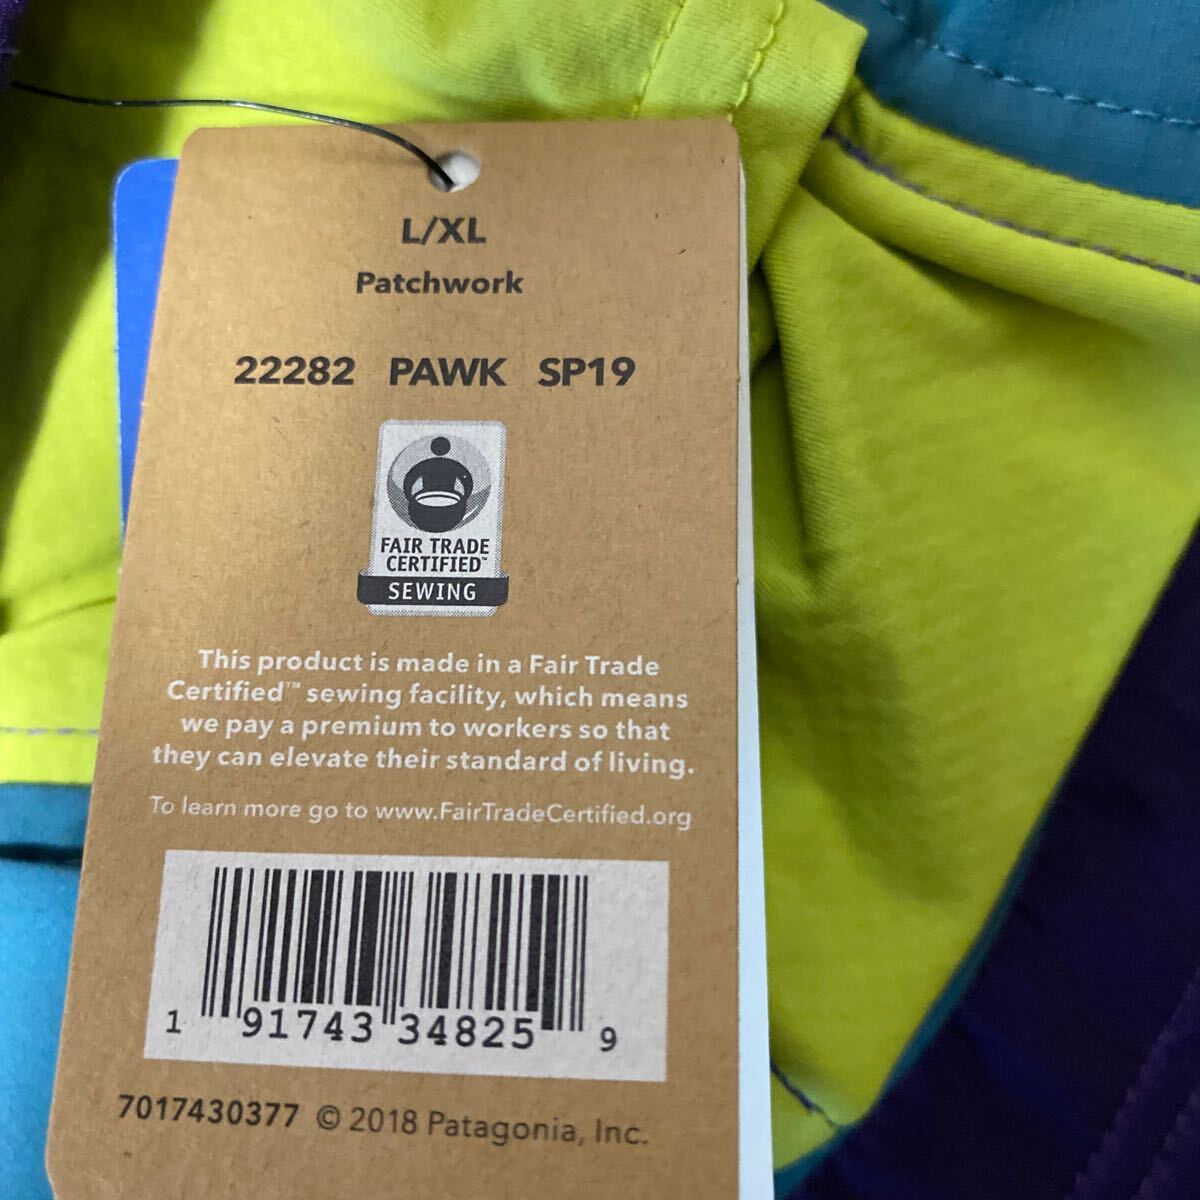 L/XL
Patchwork
22282 PAWK SP19
FAIR TRADE
CERTIFIED™
SEWING
This product is made in a Fair Trade
Certified™ sewing facility, which means
we pay a premium to workers so that
they can elevate their standard of living.
To learn more go to www.FairTradeCertified.org
1 91743 34825 9
7017430377 © 2018 Patagonia, Inc.